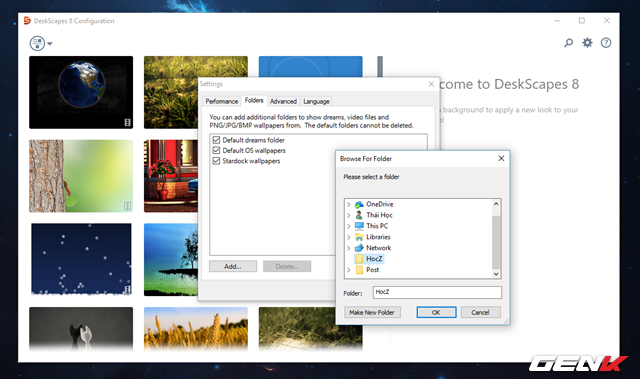 DeskScapes 8 Configuration
Settings
Performance Folders Advanced Language
You can add additional folders to show dreams, video files and
PNG/JPG/BMP wallpapers from. The default folders cannot be deleted.
Default dreams folder
Default OS wallpapers
Stardock wallpapers
Add...
Delete...
come to DeskScapes 8
background to apply a new look to your
Browse For Folder
Please select a folder
OneDrive
Thái Học
This PC
Libraries
Network
HocZ
Post
Folder: HocZ
Make New Folder OK Cancel
GENK